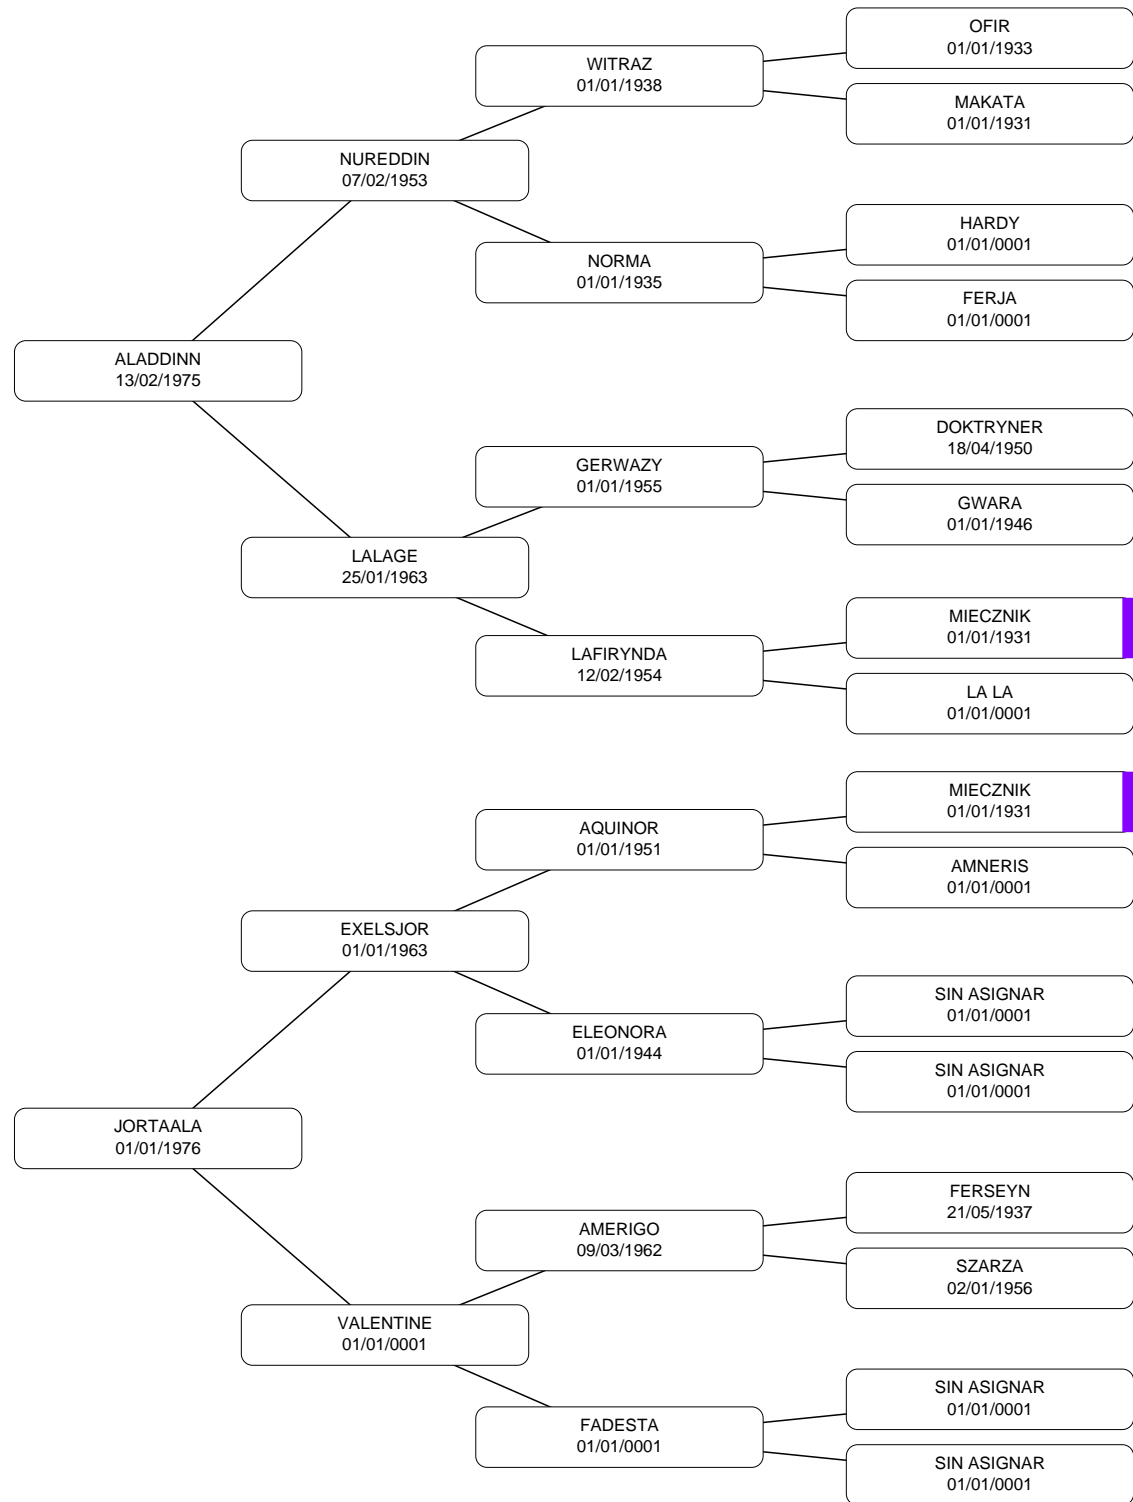 OFIR
01/01/1933
WITRAZ
01/01/1938
MAKATA
01/01/1931
NUREDDIN
07/02/1953
HARDY
01/01/0001
NORMA
01/01/1935
FERJA
01/01/0001
ALADDINN
13/02/1975
DOKTRYNER
18/04/1950
GERWAZY
01/01/1955
GWARA
01/01/1946
LALAGE
25/01/1963
MIECZNIK
01/01/1931
LAFIRYNDA
12/02/1954
LA LA
01/01/0001
MIECZNIK
01/01/1931
AQUINOR
01/01/1951
AMNERIS
01/01/0001
EXELSJOR
01/01/1963
SIN ASIGNAR
01/01/0001
ELEONORA
01/01/1944
SIN ASIGNAR
01/01/0001
JORTAALA
01/01/1976
FERSEYN
21/05/1937
AMERIGO
09/03/1962
SZARZA
02/01/1956
VALENTINE
01/01/0001
SIN ASIGNAR
01/01/0001
FADESTA
01/01/0001
SIN ASIGNAR
01/01/0001